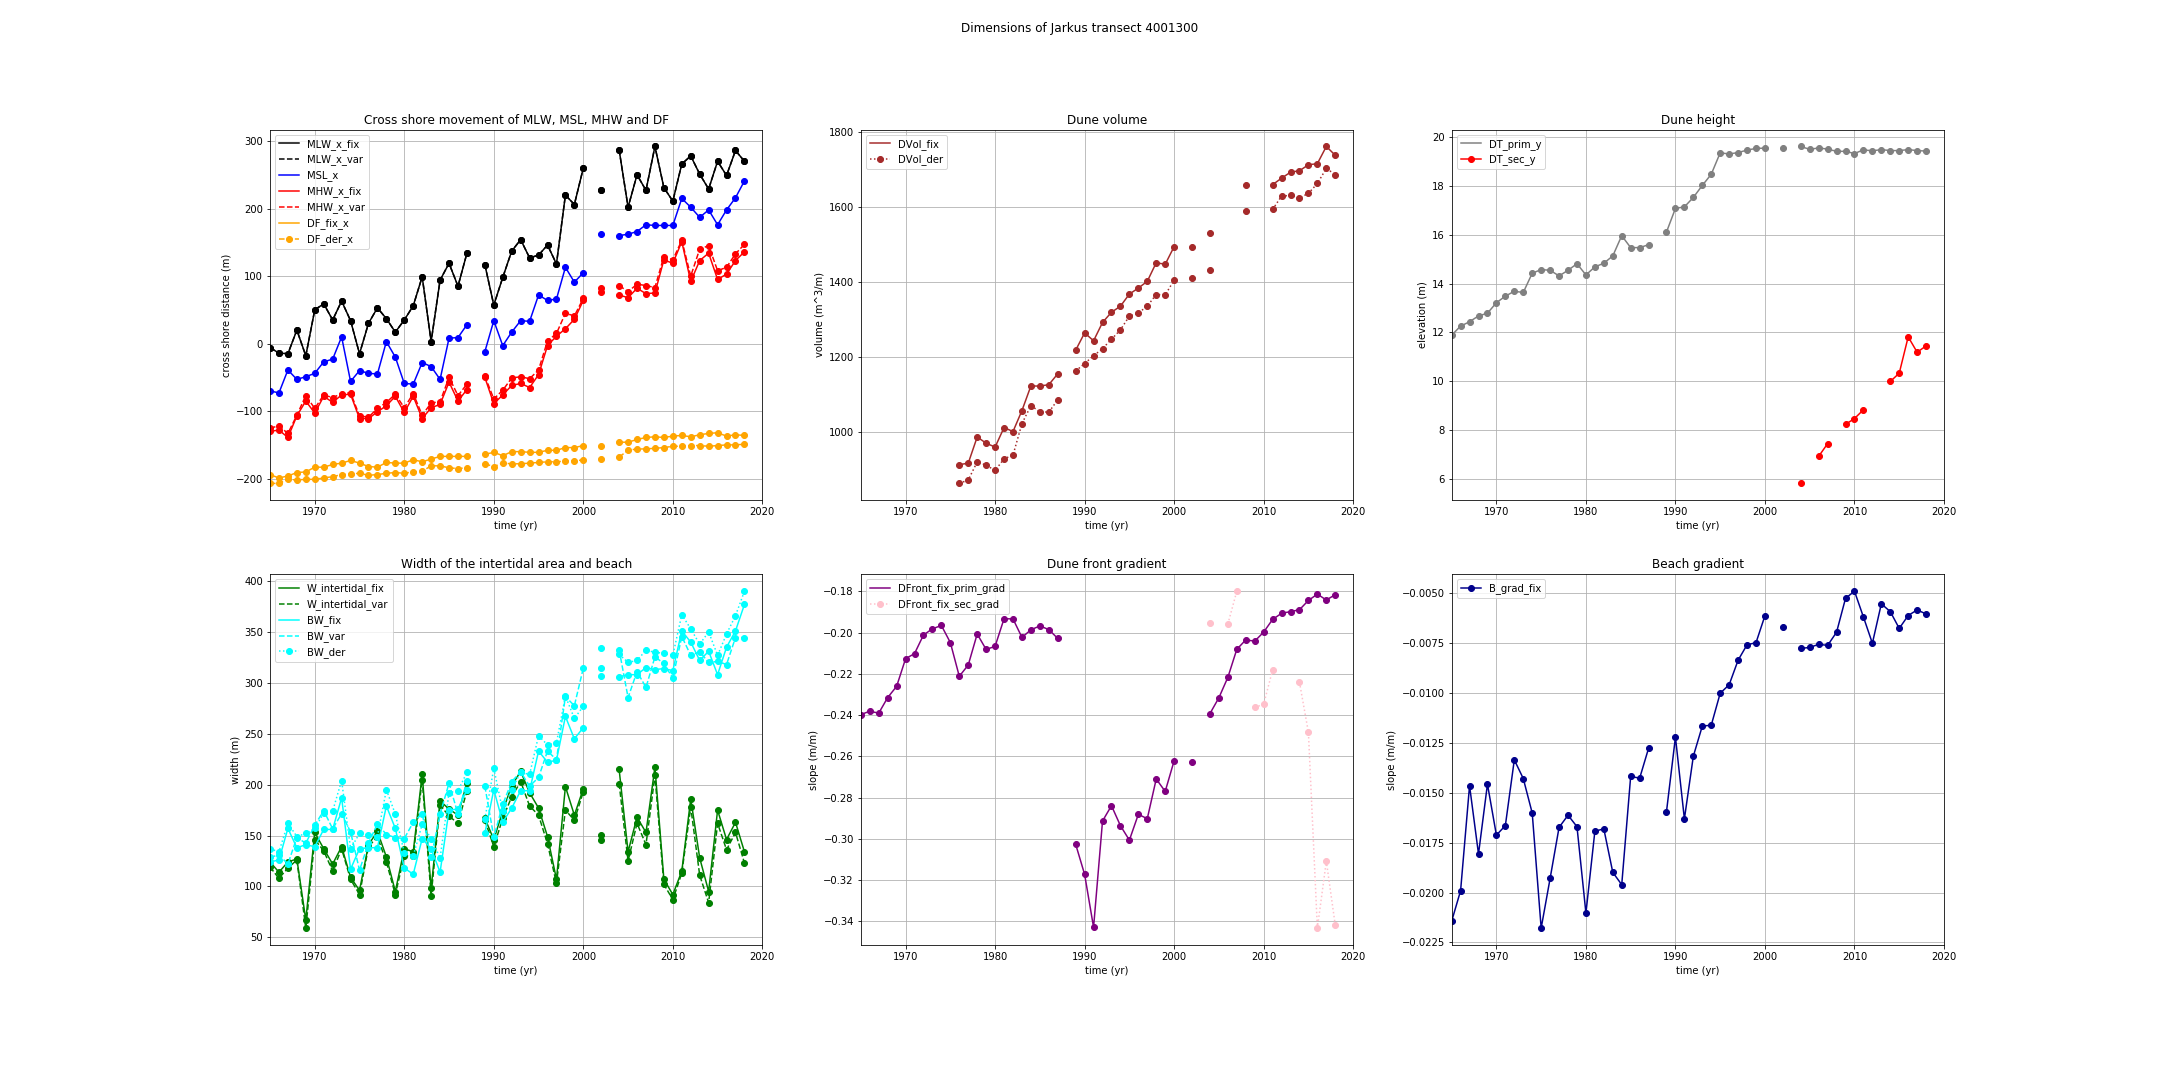 Dimensions of Jarkus transect 4001300
Cross shore movement of MLW, MSL, MHW and DF
300
200
100
0
−100
−200
cross shore distance (m)
MLW_x_fix
MLW_x_var
MSL_x
MHW_x_fix
MHW_x_var
DF_fix_x
DF_der_x
1970 1980 1990 2000 2010 2020
time (yr)
Dune volume
1800
1600
1400
1200
1000
volume (m^3/m)
DVol_fix
DVol_der
1970 1980 1990 2000 2010 2020
time (yr)
Dune height
20
18
16
14
12
10
8
6
elevation (m)
DT_prim_y
DT_sec_y
1970 1980 1990 2000 2010 2020
time (yr)
Width of the intertidal area and beach
400
350
300
250
200
150
100
50
width (m)
W_intertidal_fix
W_intertidal_var
BW_fix
BW_var
BW_der
1970 1980 1990 2000 2010 2020
time (yr)
Dune front gradient
−0.18
−0.20
−0.22
−0.24
−0.26
−0.28
−0.30
−0.32
−0.34
slope (m/m)
DFront_fix_prim_grad
DFront_fix_sec_grad
1970 1980 1990 2000 2010 2020
time (yr)
Beach gradient
−0.0050
−0.0075
−0.0100
−0.0125
−0.0150
−0.0175
−0.0200
−0.0225
slope (m/m)
B_grad_fix
1970 1980 1990 2000 2010 2020
time (yr)